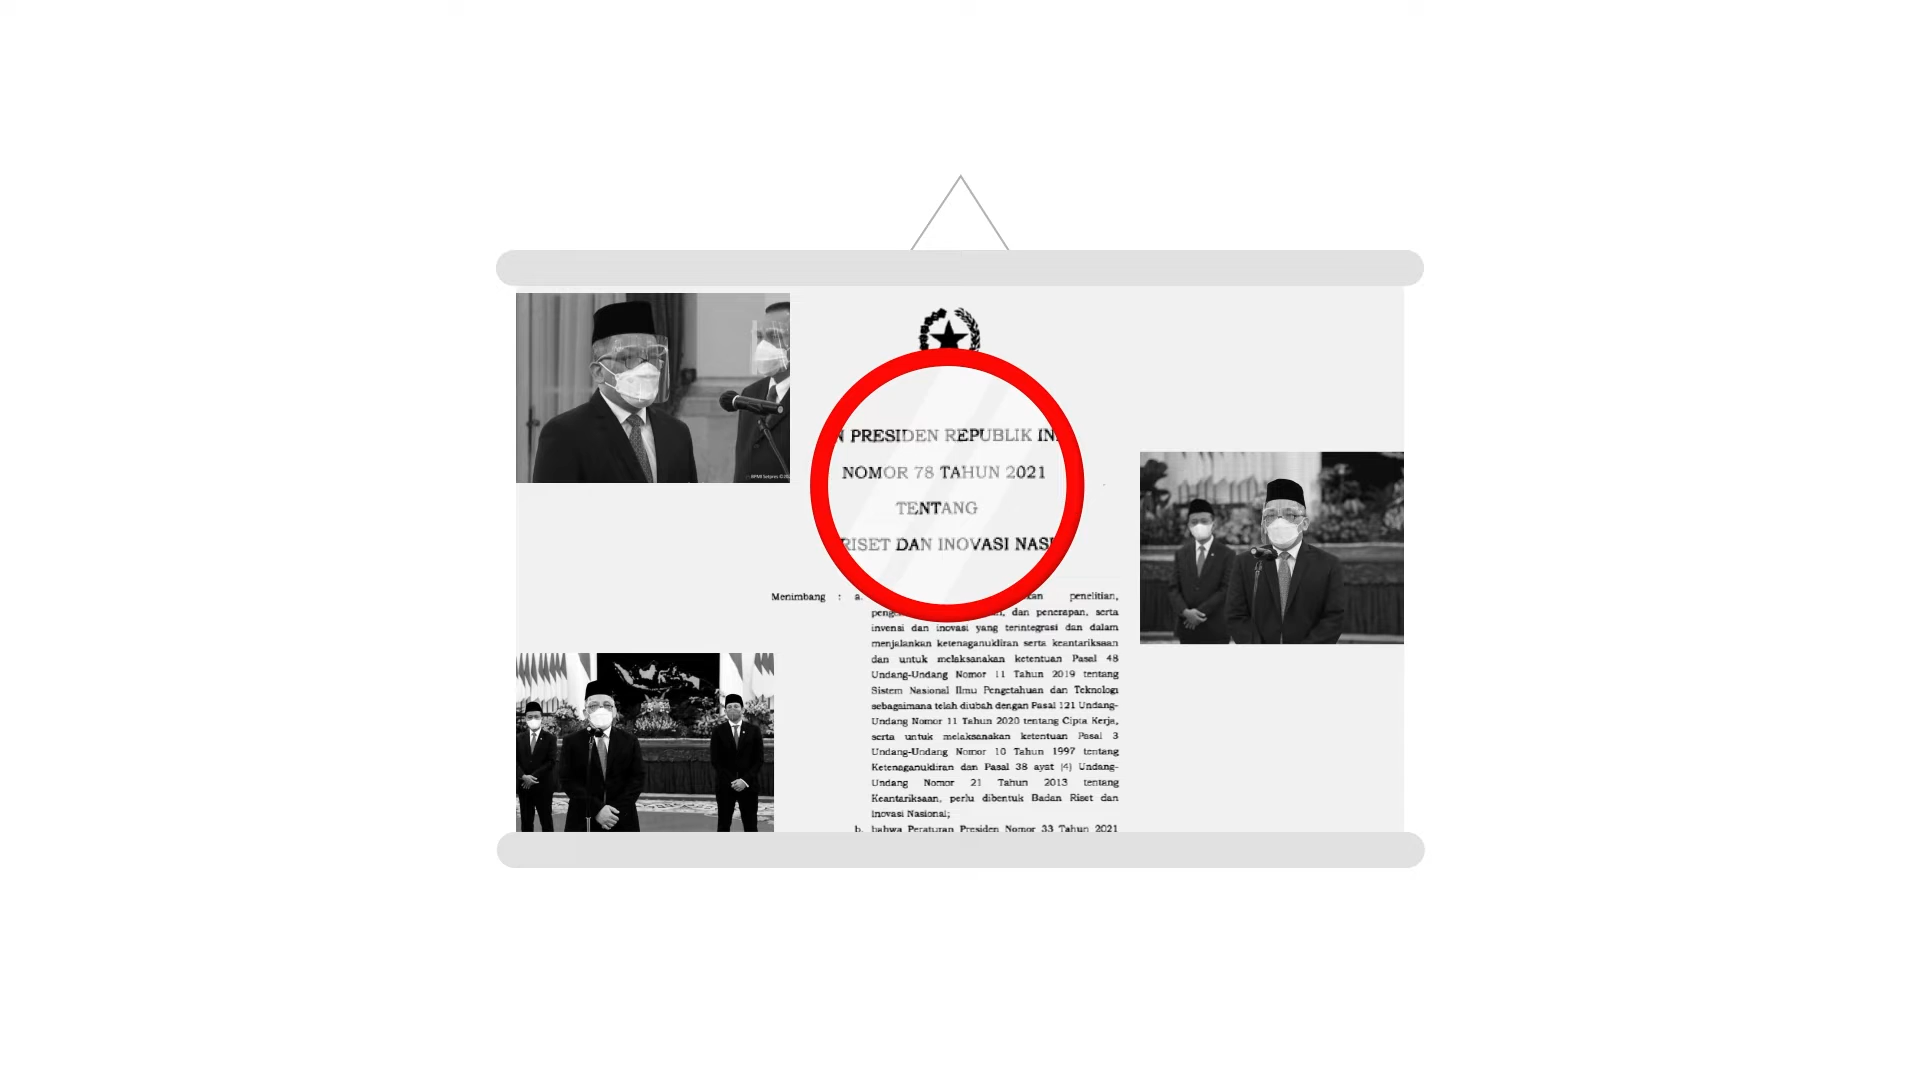 N PRESIDEN REPUBLIK IN
NOMOR 78 TAHUN 2021
TENTANG
RISET DAN INOVASI NAS
Menimbang : a. penelitian,
dan penerapan, serta
invensi dan inovasi yang terintegrasi dan dalam
menjalankan ketenaganukliran serta keantariksaan
dan untuk melaksanakan ketentuan Pasal 48
Undang-Undang Nomor 11 Tahun 2019 tentang
Sistem Nasional Ilmu Pengetahuan dan Teknologi
sebagaimana telah diubah dengan Pasal 121 Undang-
Undang Nomor 11 Tahun 2020 tentang Cipta Kerja,
serta untuk melaksanakan ketentuan Pasal 3
Undang-Undang Nomor 10 Tahun 1997 tentang
Ketenaganukliran dan Pasal 38 ayat (4) Undang-
Undang Nomor 21 Tahun 2013 tentang
Keantariksaan, perlu dibentuk Badan Riset dan
Inovasi Nasional;
b. bahwa Peraturan Presiden Nomor 33 Tahun 2021